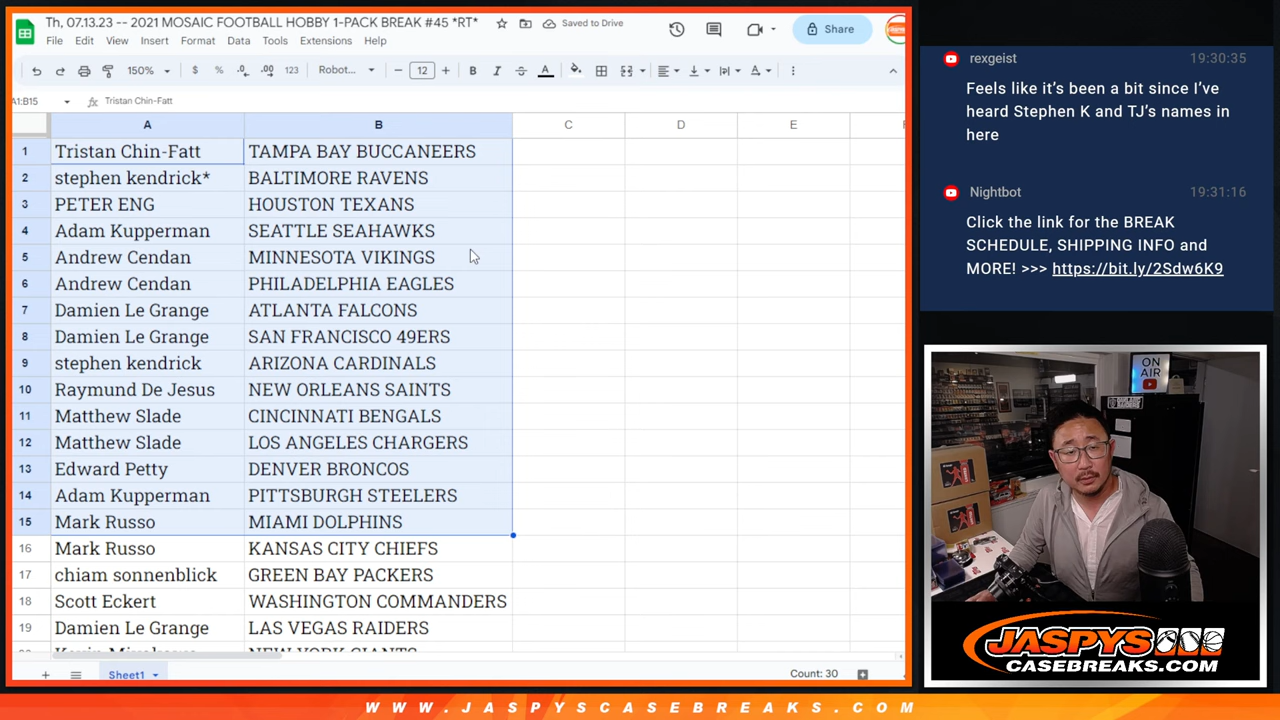 Th, 07.13.23 -- 2021 MOSAIC FOOTBALL HOBBY 1-PACK BREAK #45 *RT*
Saved to Drive
File Edit View Insert Format Data Tools Extensions Help
Share
150% $ % .0 .00 123 Robot... 12 B I A
A1:B15 fx Tristan Chin-Fatt
A B C D E
1 Tristan Chin-Fatt TAMPA BAY BUCCANEERS
2 stephen kendrick* BALTIMORE RAVENS
3 PETER ENG HOUSTON TEXANS
4 Adam Kupperman SEATTLE SEAHAWKS
5 Andrew Cendan MINNESOTA VIKINGS
6 Andrew Cendan PHILADELPHIA EAGLES
7 Damien Le Grange ATLANTA FALCONS
8 Damien Le Grange SAN FRANCISCO 49ERS
9 stephen kendrick ARIZONA CARDINALS
10 Raymund De Jesus NEW ORLEANS SAINTS
11 Matthew Slade CINCINNATI BENGALS
12 Matthew Slade LOS ANGELES CHARGERS
13 Edward Petty DENVER BRONCOS
14 Adam Kupperman PITTSBURGH STEELERS
15 Mark Russo MIAMI DOLPHINS
16 Mark Russo KANSAS CITY CHIEFS
17 chiam sonnenblick GREEN BAY PACKERS
18 Scott Eckert WASHINGTON COMMANDERS
19 Damien Le Grange LAS VEGAS RAIDERS
NEW YORK GIANTS
Sheet1
Count: 30
rexgeist 19:30:35
Feels like it's been a bit since I've
heard Stephen K and TJ's names in
here
Nightbot 19:31:16
Click the link for the BREAK
SCHEDULE, SHIPPING INFO and
MORE! >>> https://bit.ly/2Sdw6K9
ON
AIR
JASPYS
CASEBREAKS.COM
WWW.JASPYSCASEBREAKS.COM